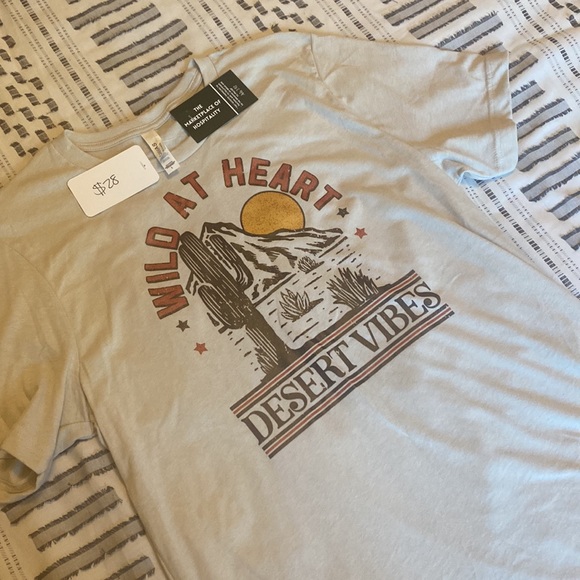 THE
MARKETPLACE OF
HOSPITALITY
$28
WILD AT HEART
DESERT VIBES